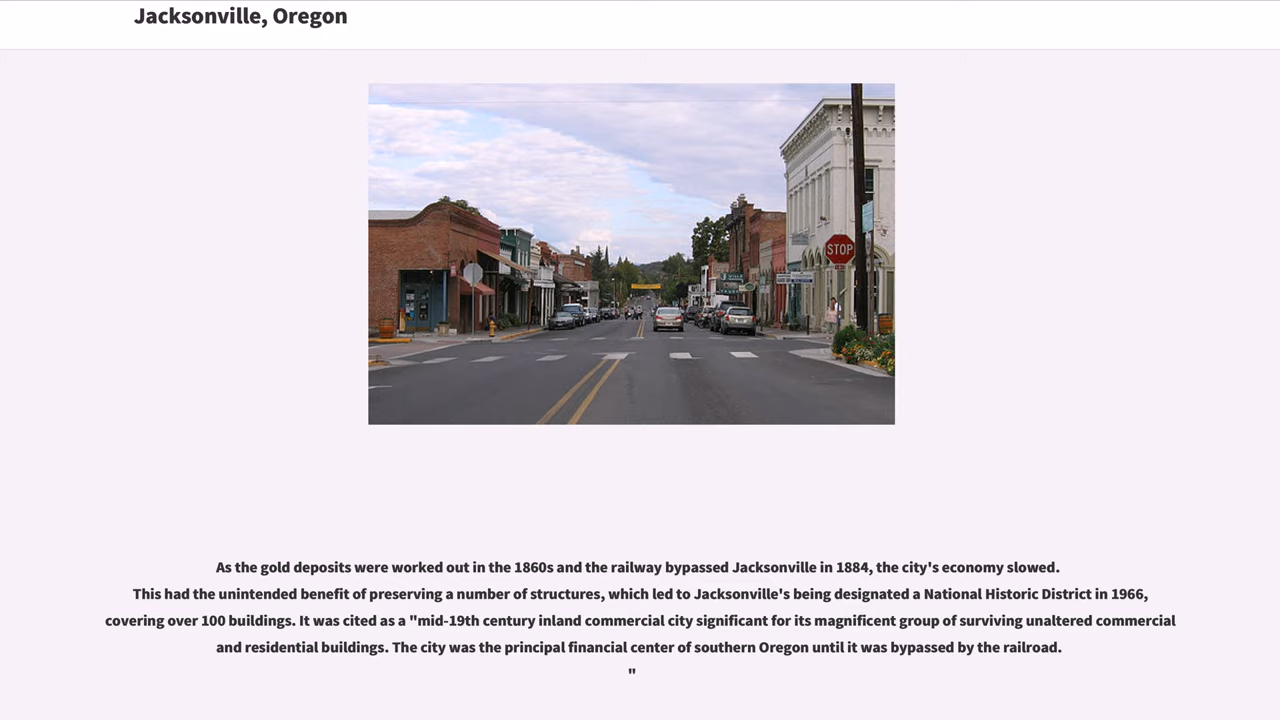 Jacksonville, Oregon
STOP
As the gold deposits were worked out in the 1860s and the railway bypassed Jacksonville in 1884, the city's economy slowed.
This had the unintended benefit of preserving a number of structures, which led to Jacksonville's being designated a National Historic District in 1966,
covering over 100 buildings. It was cited as a "mid-19th century inland commercial city significant for its magnificent group of surviving unaltered commercial
and residential buildings. The city was the principal financial center of southern Oregon until it was bypassed by the railroad.
"